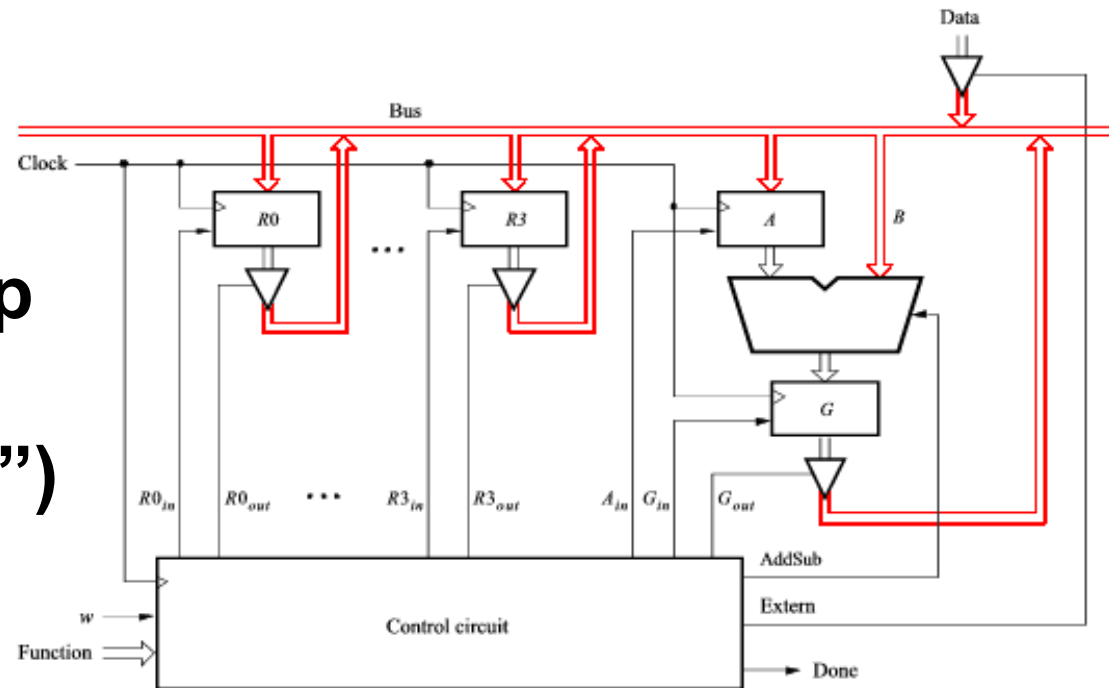 Data
Bus
Clock
R0
R3
A
B
p
...
G
”)
R0in
R0out
...
R3in
R3out
Ain
Gin
Gout
AddSub
Extern
w
Control circuit
Function
Done